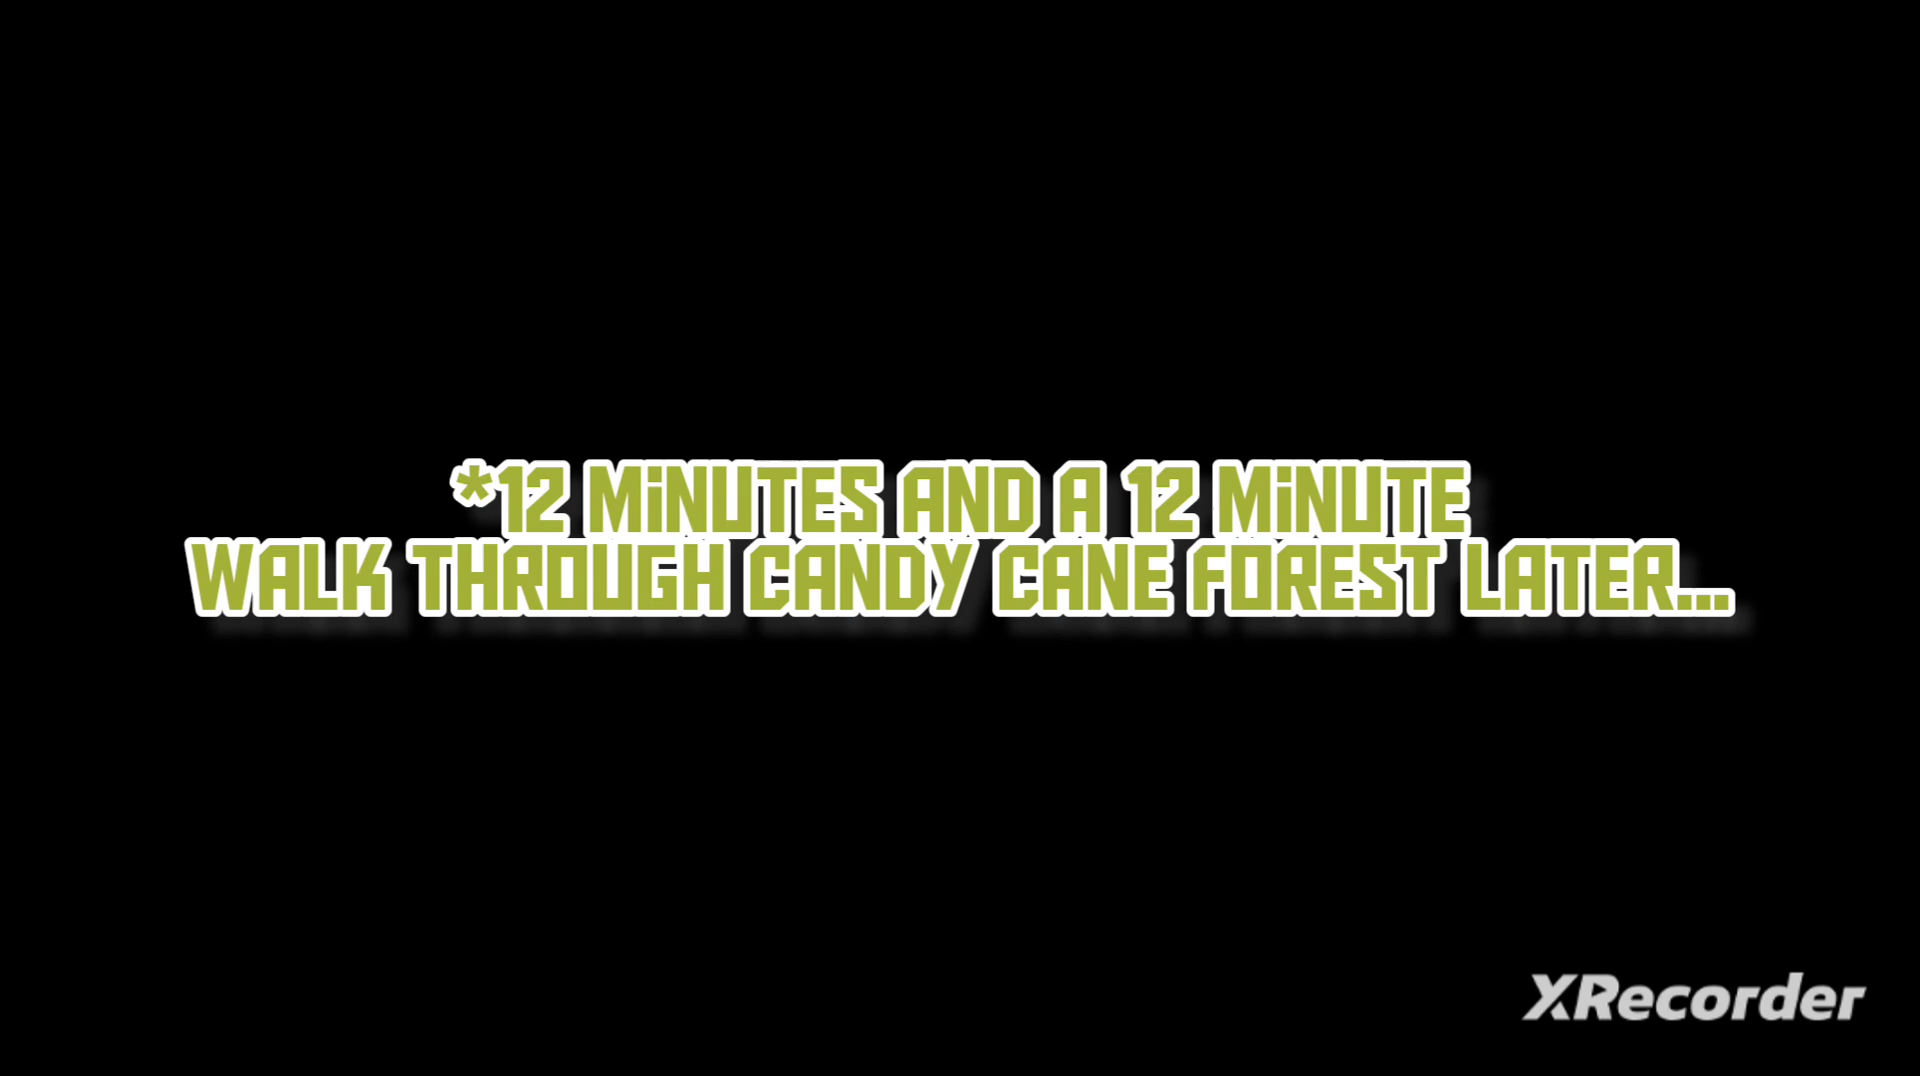 *12 MiNUTES AND A 12 MiNUTE
WALK THROUGH CANDY CANE FOREST LATER...
XRecorder